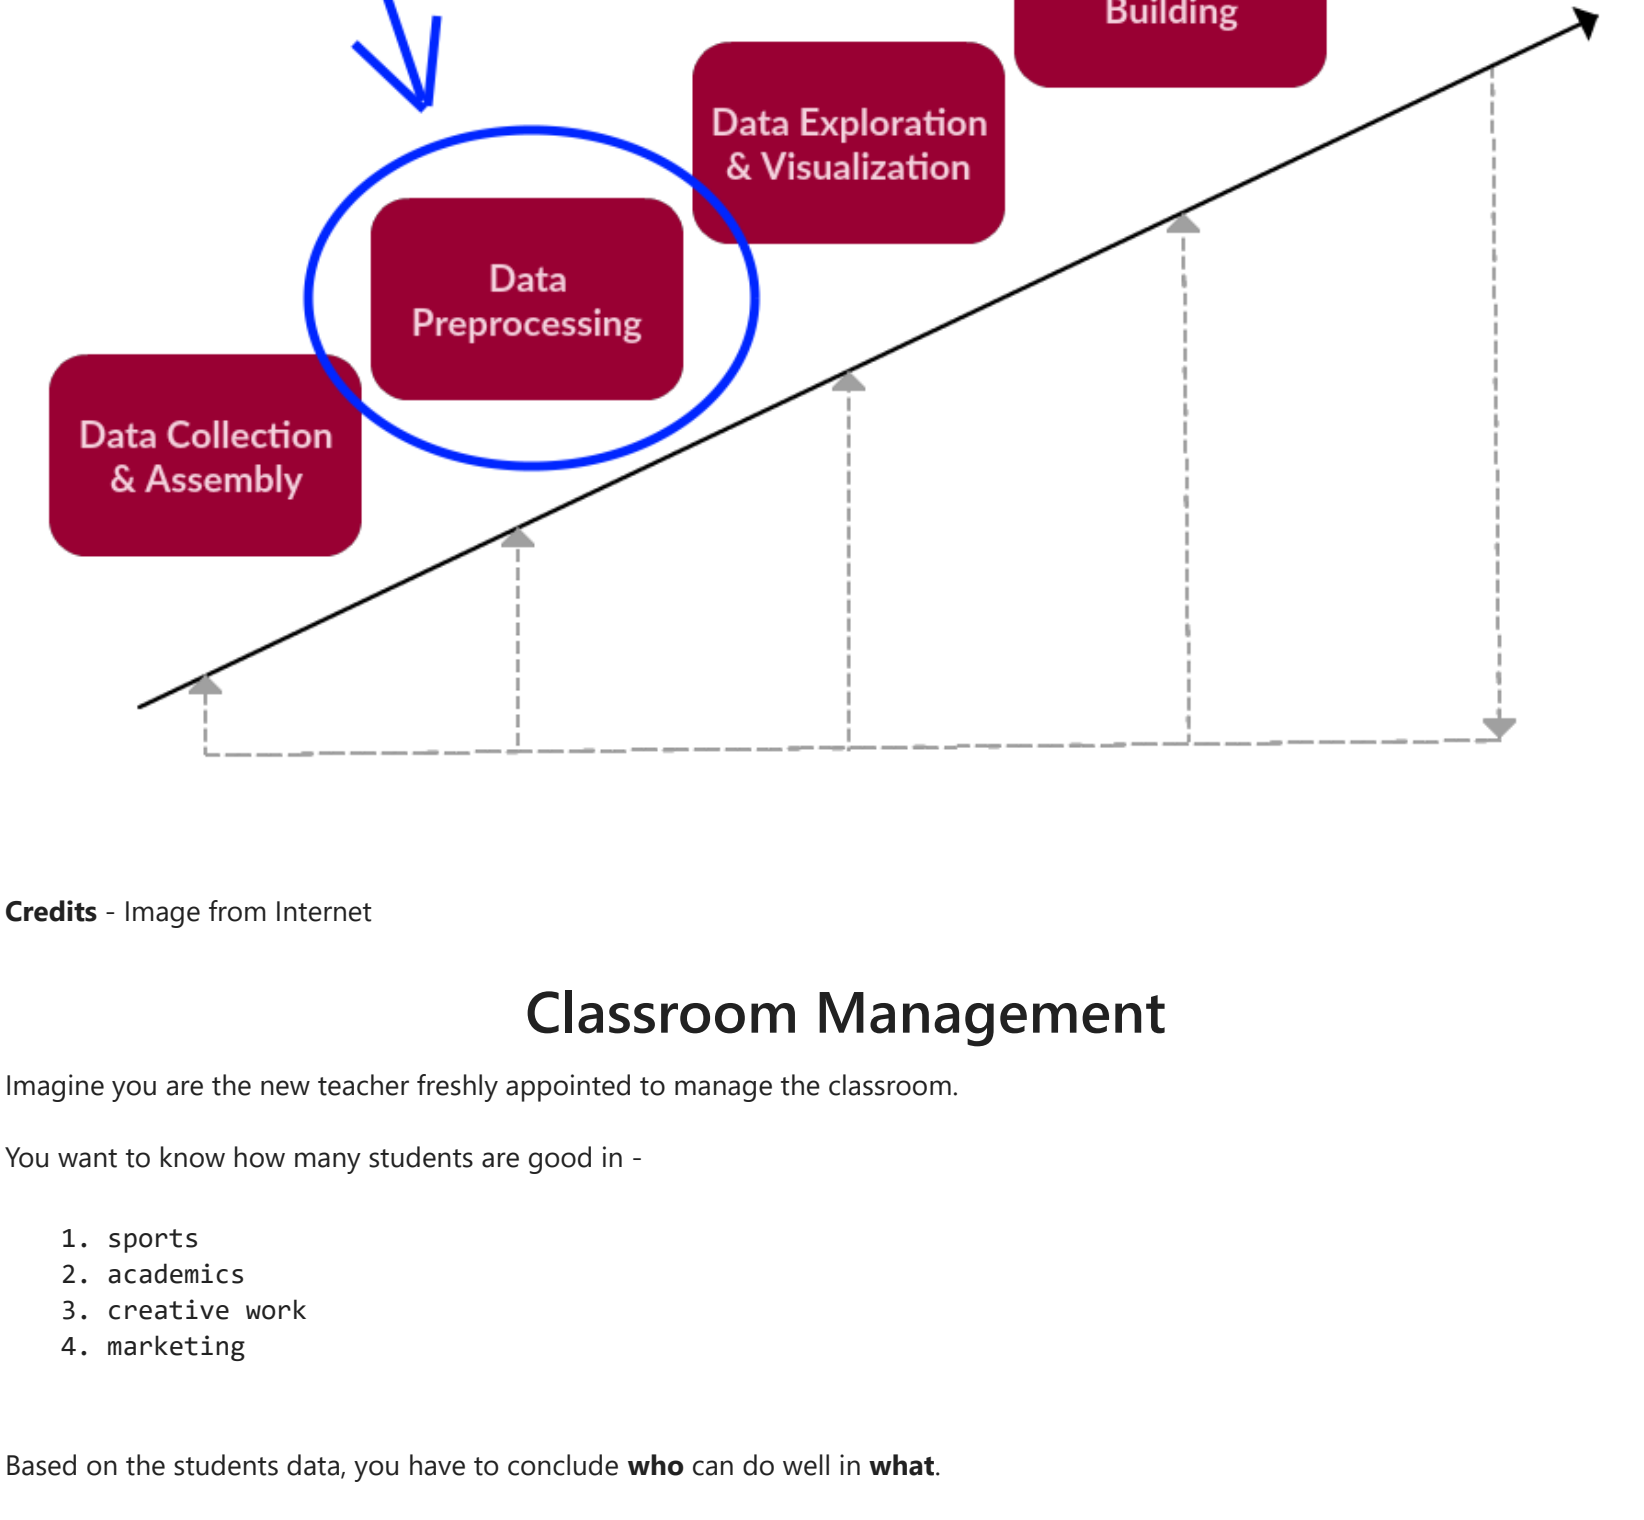 Building
Data Exploration
& Visualization
Data
Preprocessing
Data Collection
& Assembly
Credits - Image from Internet
Classroom Management
Imagine you are the new teacher freshly appointed to manage the classroom.
You want to know how many students are good in -
1. sports
2. academics
3. creative work
4. marketing
Based on the students data, you have to conclude who can do well in what.